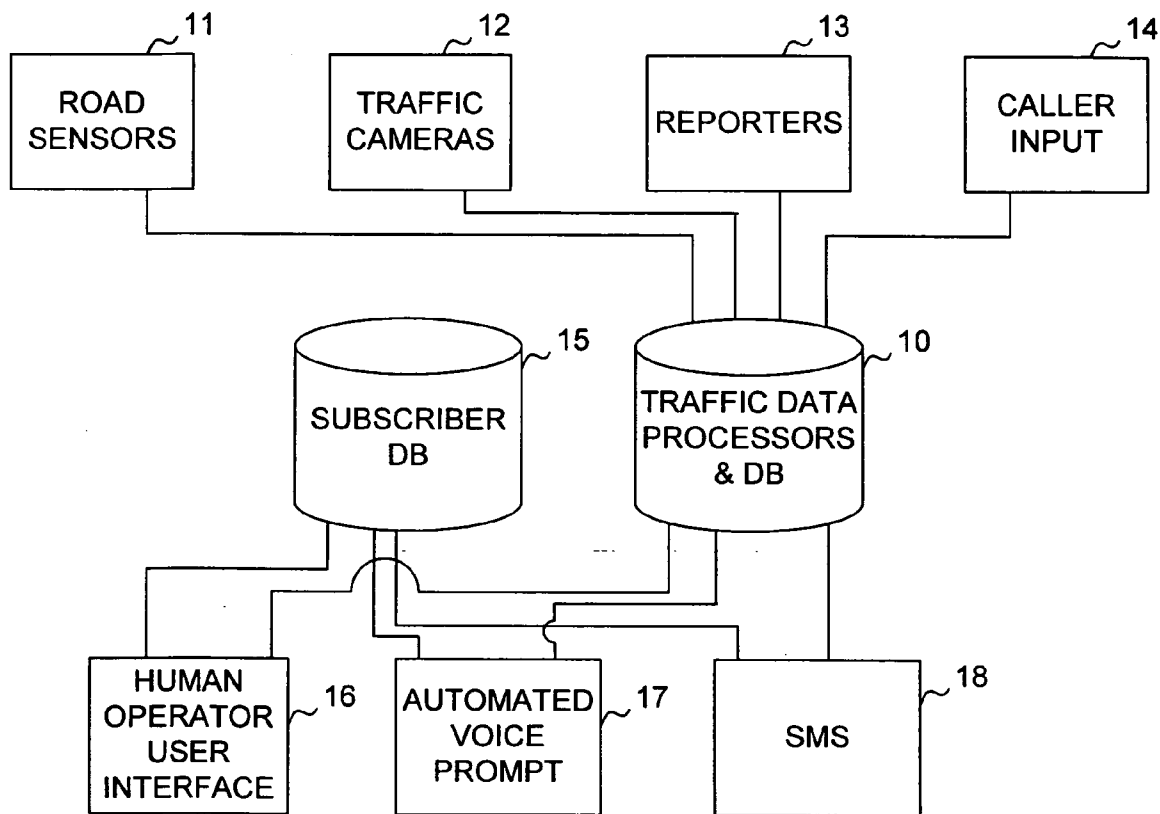 11
12
13
14
ROAD
SENSORS
TRAFFIC
CAMERAS
REPORTERS
CALLER
INPUT
15
10
SUBSCRIBER
DB
TRAFFIC DATA
PROCESSORS
& DB
16
17
18
HUMAN
OPERATOR
USER
INTERFACE
AUTOMATED
VOICE
PROMPT
SMS